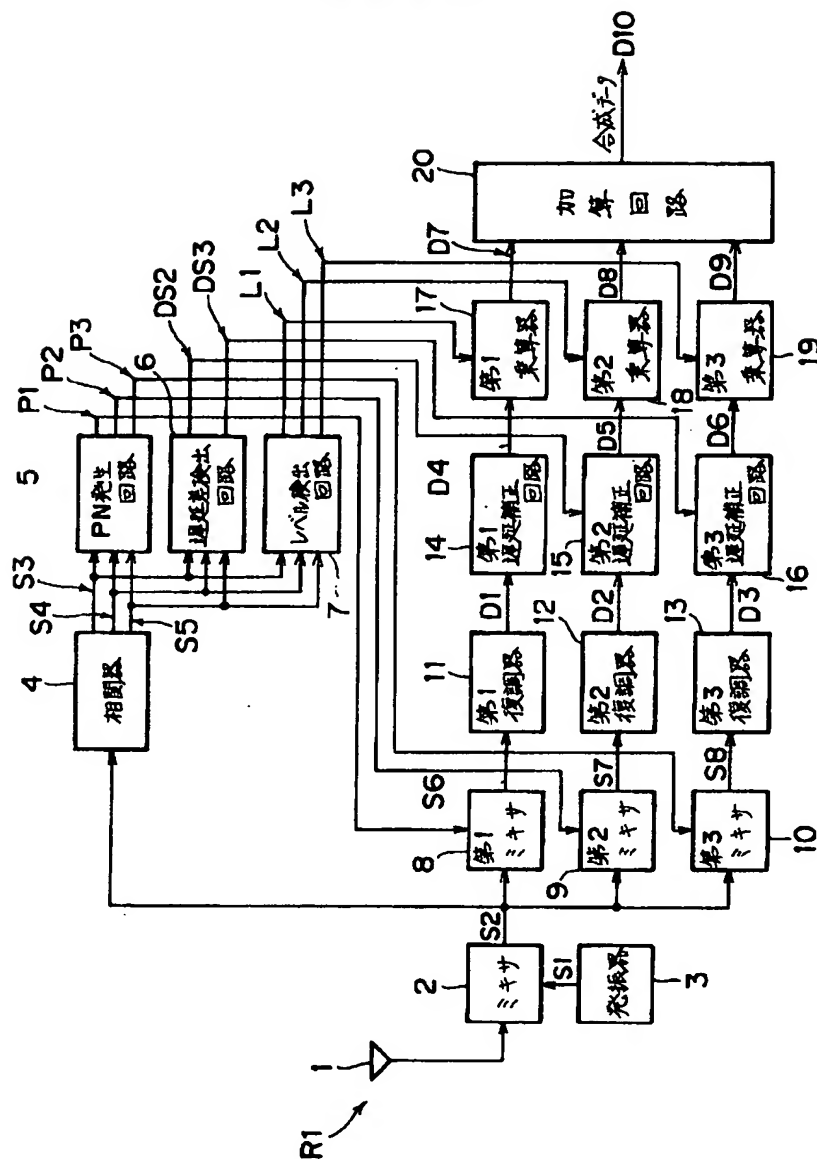 R1
1
2
ミキサ
S1
発振器
3
S2
4
相関器
S3
S4
S5
5
PN発生
回路
6
遅延差検出
回路
レベル検出
回路
7
P1
P2
P3
DS2
DS3
L1
L2
L3
8
第1
ミキサ
S6
11
第1
復調器
D1
14
第1
遅延補正
回路
D4
17
第1
乗算器
D7
9
第2
ミキサ
S7
12
第2
復調器
D2
15
第2
遅延補正
回路
D5
第2
乗算器
18
D8
第3
ミキサ
10
S8
13
第3
復調器
D3
第3
遅延補正
回路
16
D6
第3
乗算器
19
D9
20
加算
回路
合成データ
D10